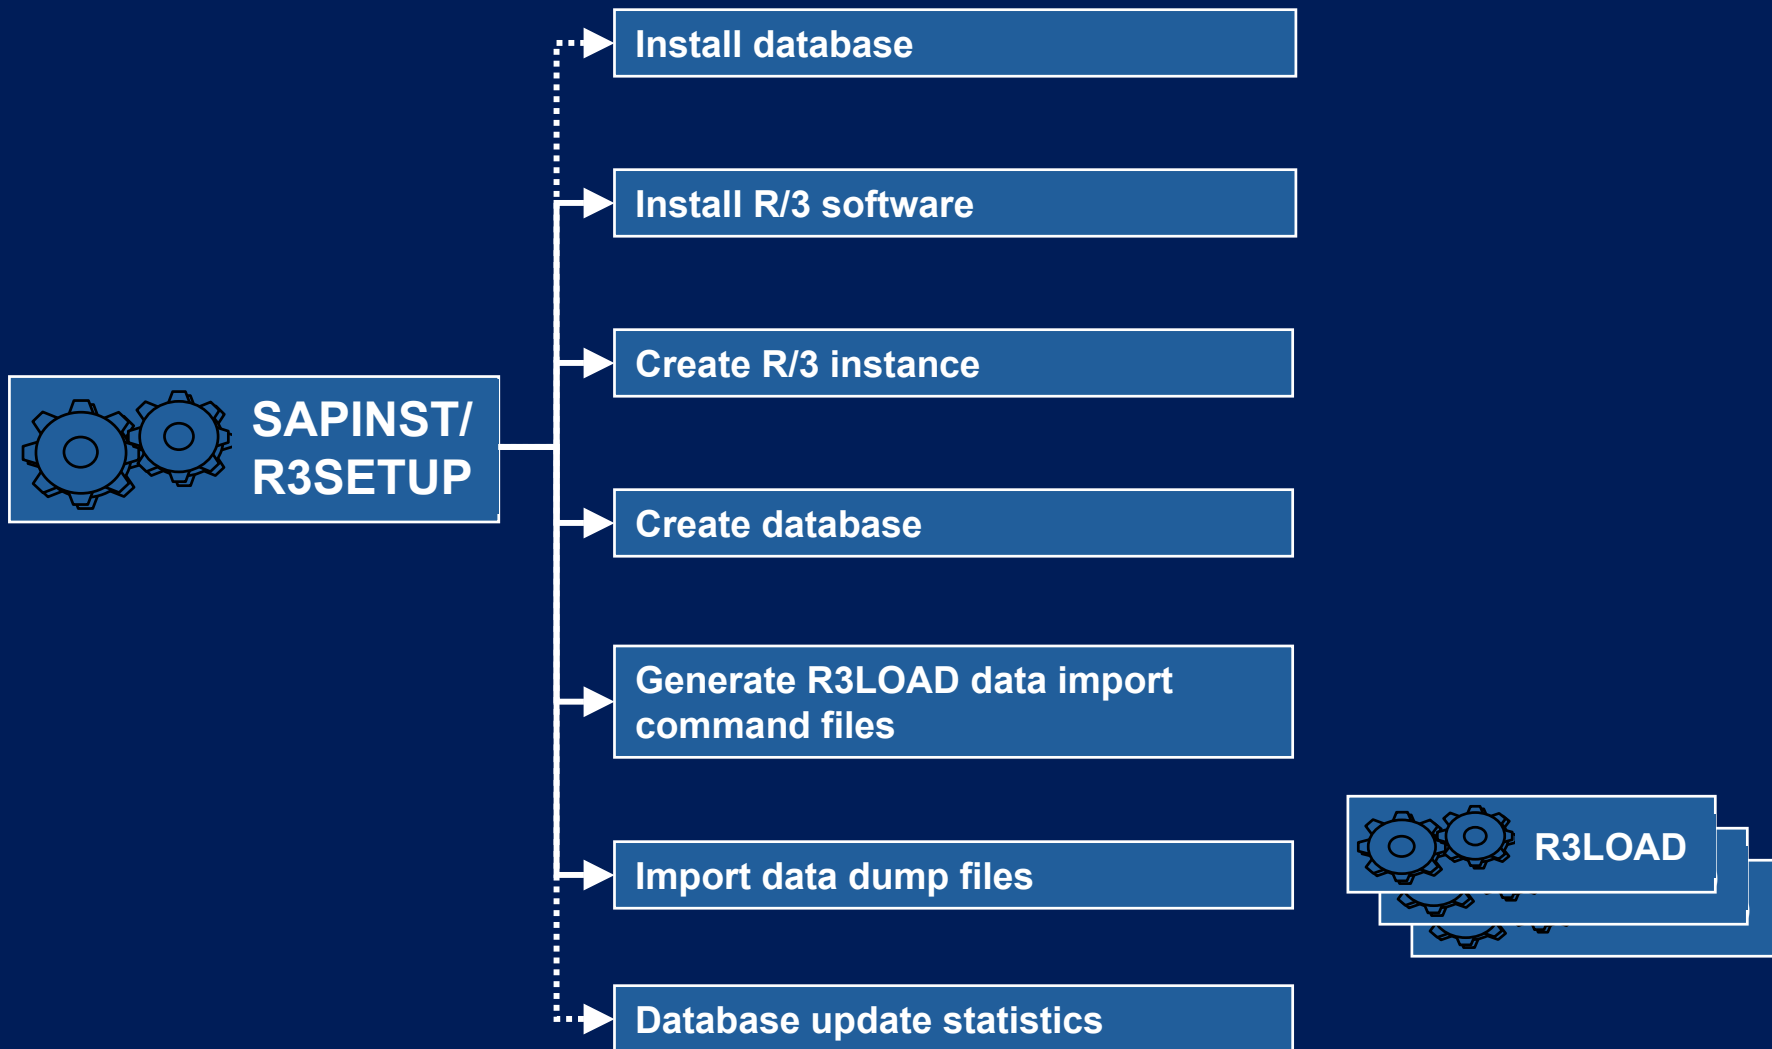 Install database
Install R/3 software
Create R/3 instance
SAPINST/
R3SETUP
Create database
Generate R3LOAD data import
command files
R3LOAD
Import data dump files
Database update statistics